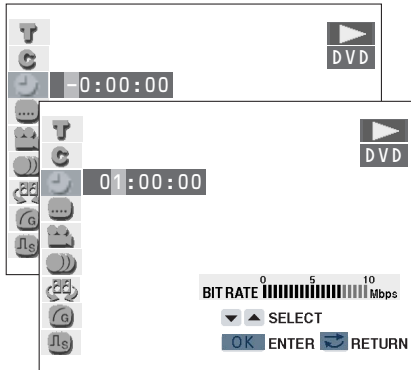 T
C
DVD
-0:00:00
G
S
T
C
DVD
01:00:00
0 5 10
BIT RATE Mbps
SELECT
OK ENTER RETURN
G
S